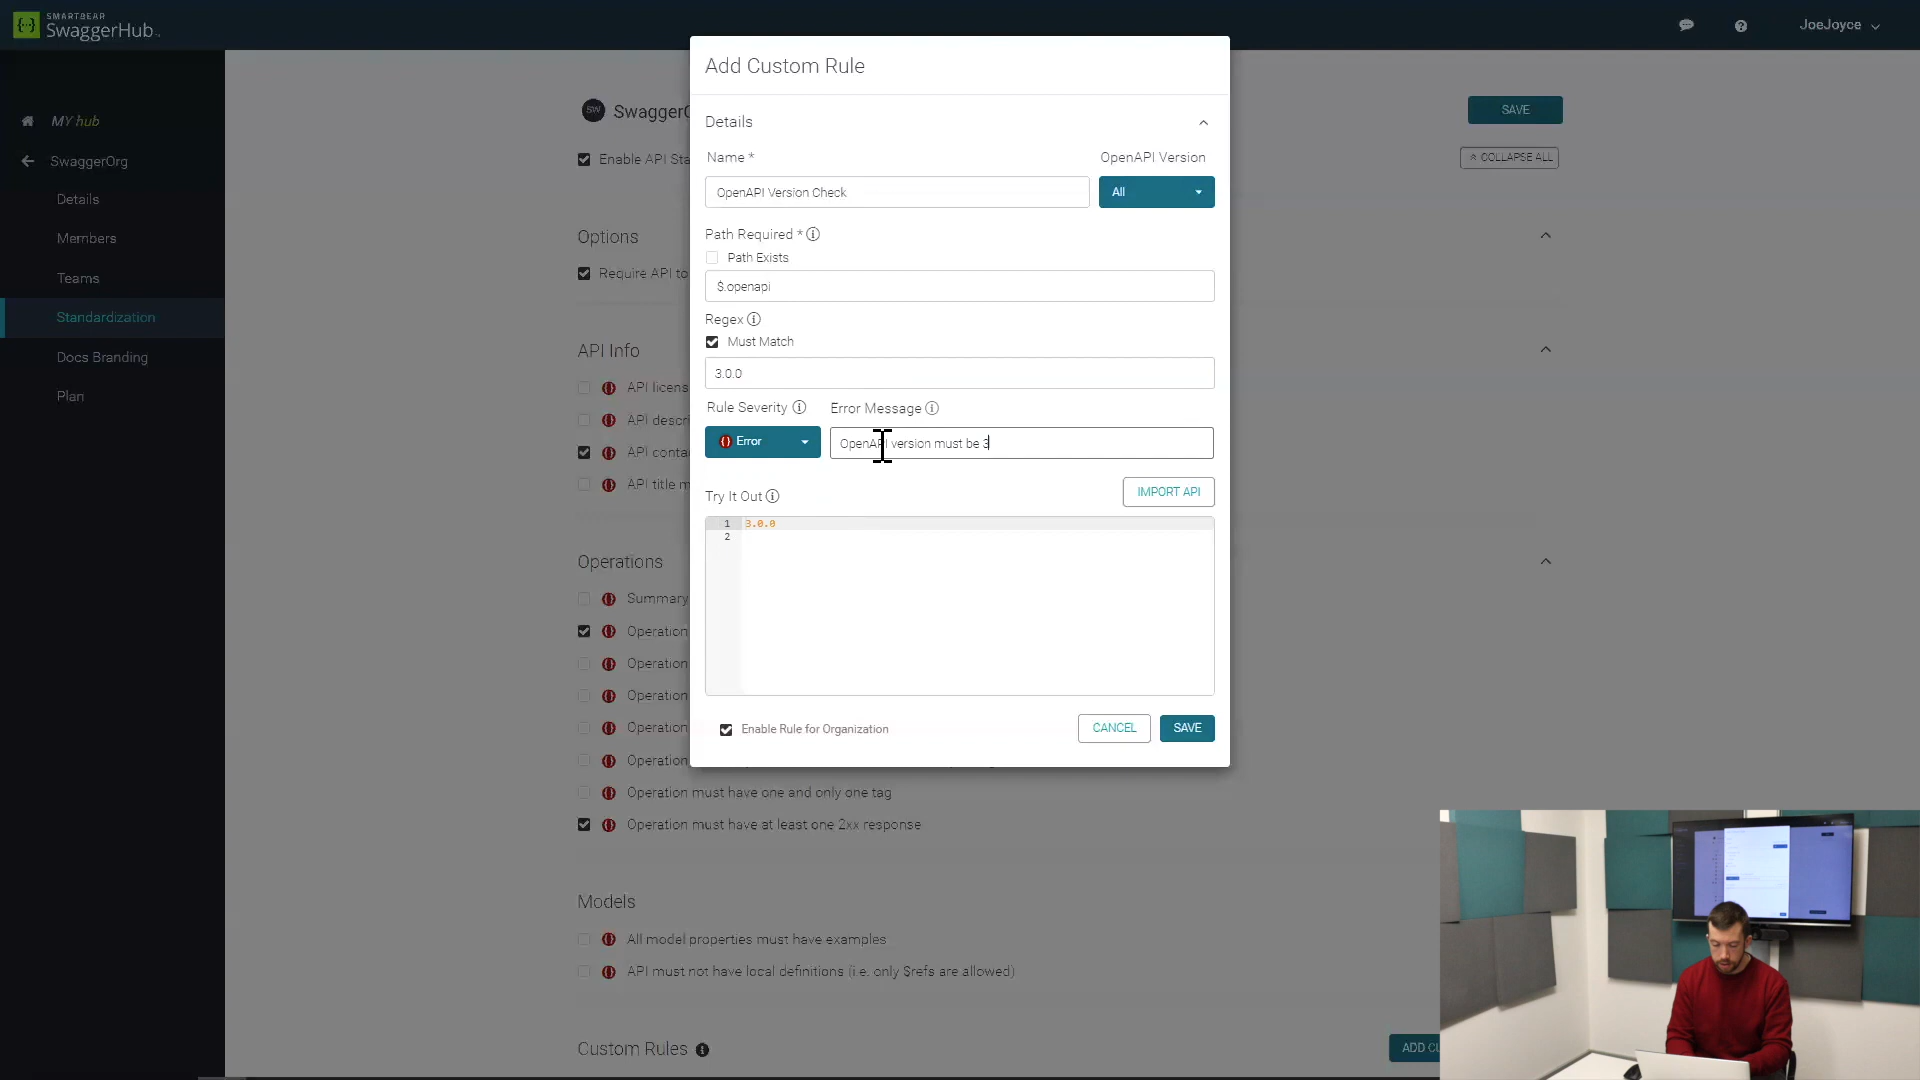 SMARTBEAR
SwaggerHub
JoeJoyce
MY hub
SwaggerOrg
Details
Members
Teams
Standardization
Docs Branding
Plan
SW
SAVE
Enable API Sta
COLLAPSE ALL
Options
Require API to
API Info
API licens
API descri
API conta
API title m
Operations
Summary
Operation
Operation
Operation
Operation
Operation
Operation must have one and only one tag
Operation must have at least one 2xx response
Models
All model properties must have examples
API must not have local definitions (i.e. only $refs are allowed)
Custom Rules
ADD CU
Add Custom Rule
Details
Name *
OpenAPI Version
OpenAPI Version Check
All
Path Required *
Path Exists
$.openapi
Regex
Must Match
3.0.0
Rule Severity
Error Message
Error
OpenAPI version must be 3
Try It Out
IMPORT API
1 3.0.0
2
Enable Rule for Organization
CANCEL
SAVE